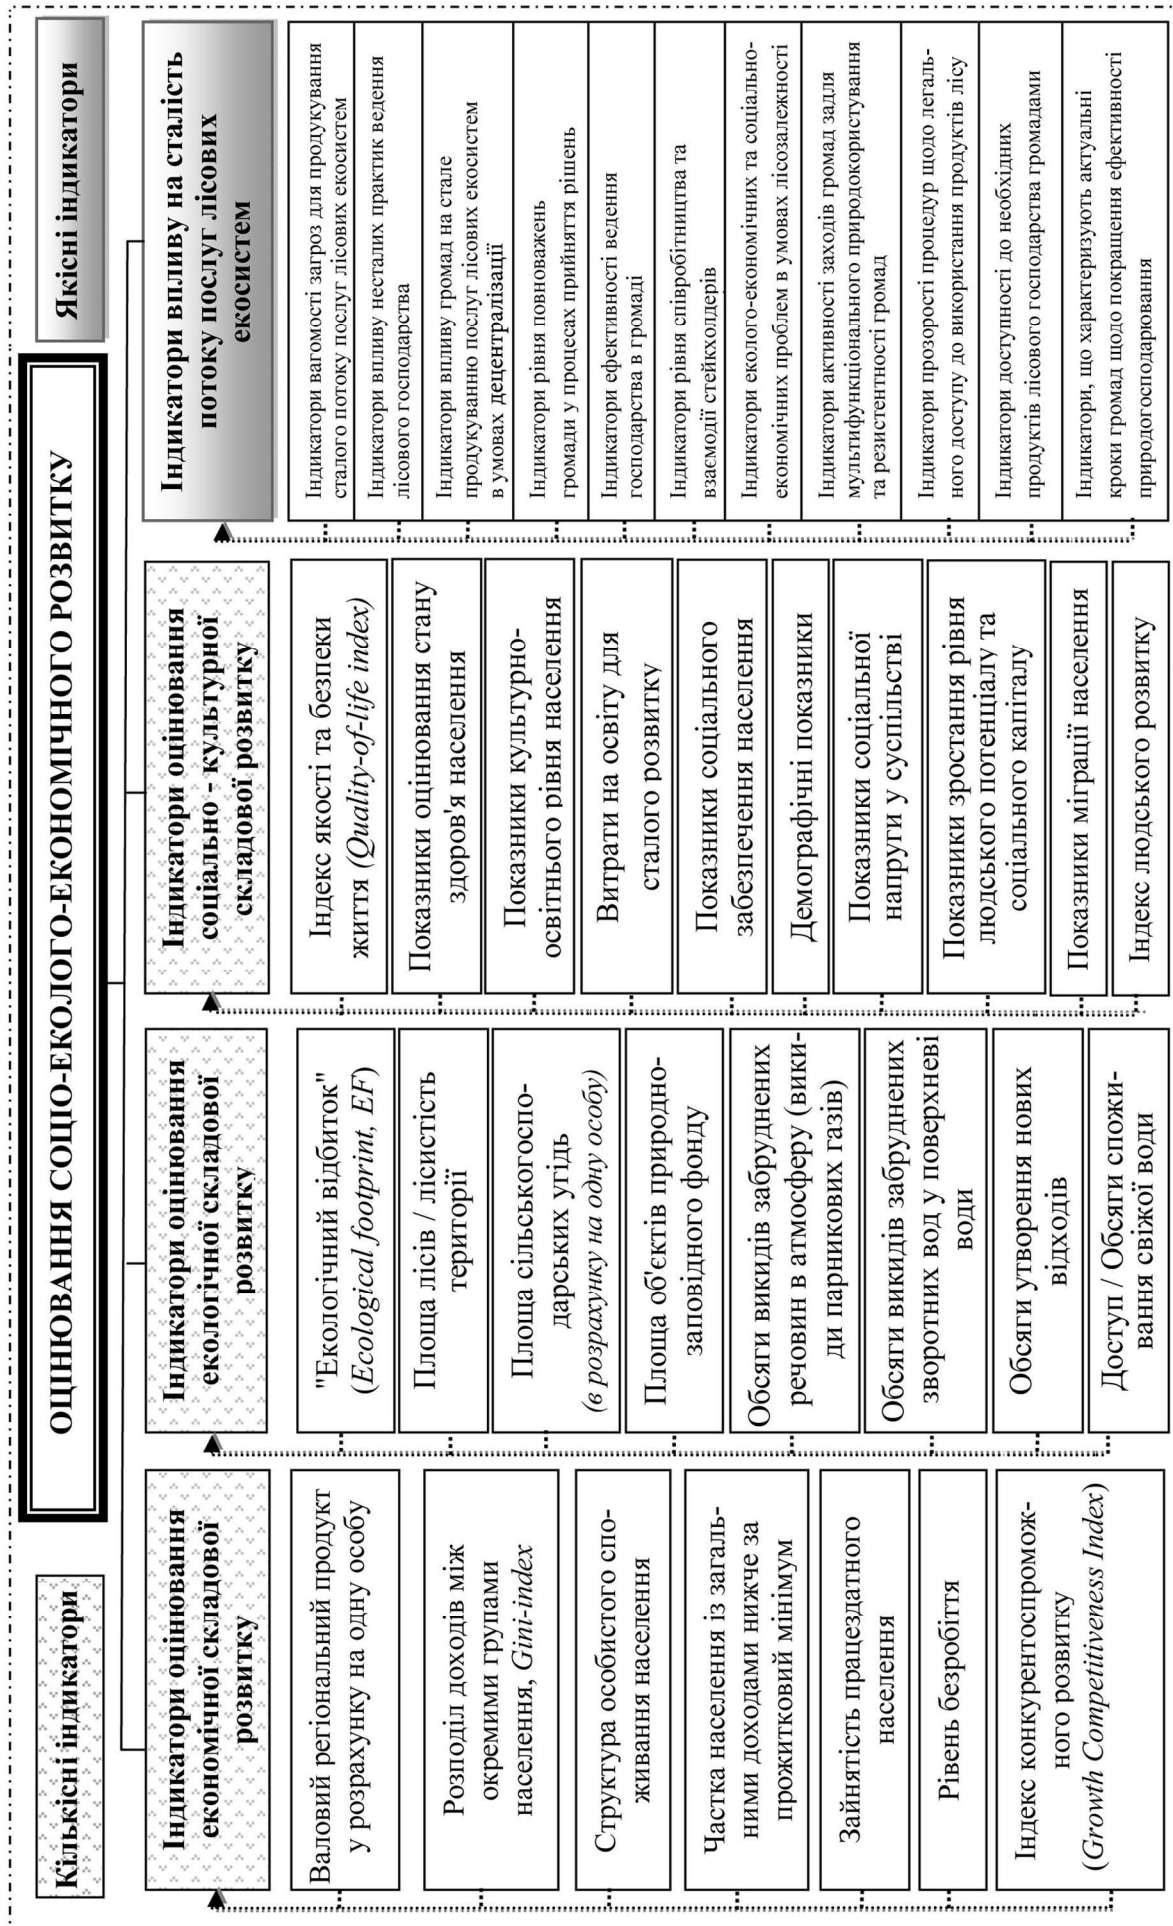 Кількісні індикатори
ОЦІНЮВАННЯ СОЦІО-ЕКОЛОГО-ЕКОНОМІЧНОГО РОЗВИТКУ
Якісні індикатори
Індикатори оцінювання
економічної складової
розвитку
Валовий регіональний продукт
у розрахунку на одну особу
Розподіл доходів між
окремими групами
населення, Gini-index
Структура особистого спо-
живання населення
Частка населення із загаль-
ними доходами нижче за
прожитковий мінімум
Зайнятість працездатного
населення
Рівень безробіття
Індекс конкурентоспромож-
ного розвитку
(Growth Competitiveness Index)
Індикатори оцінювання
екологічної складової
розвитку
"Екологічний відбиток"
(Ecological footprint, EF)
Площа лісів / лісистість
території
Площа сільськогоспо-
дарських угідь
(в розрахунку на одну особу)
Площа об'єктів природно-
заповідного фонду
Обсяги викидів забруднених
речовин в атмосферу (вики-
ди парникових газів)
Обсяги викидів забруднених
зворотних вод у поверхневі
води
Обсяги утворення нових
відходів
Доступ / Обсяги спожи-
вання свіжої води
Індикатори оцінювання
соціально - культурної
складової розвитку
Індекс якості та безпеки
життя (Quality-of-life index)
Показники оцінювання стану
здоров'я населення
Показники культурно-
освітнього рівня населення
Витрати на освіту для
сталого розвитку
Показники соціального
забезпечення населення
Демографічні показники
Показники соціальної
напруги у суспільстві
Показники зростання рівня
людського потенціалу та
соціального капіталу
Показники міграції населення
Індекс людського розвитку
Індикатори впливу на сталість
потоку послуг лісових
екосистем
Індикатори вагомості загроз для продукування
сталого потоку послуг лісових екосистем
Індикатори впливу несталих практик ведення
лісового господарства
Індикатори впливу громад на стале
продукуванню послуг лісових екосистем
в умовах децентралізації
Індикатори рівня повноважень
громади у процесах прийняття рішень
Індикатори ефективності ведення
господарства в громаді
Індикатори рівня співробітництва та
взаємодії стейкхолдерів
Індикатори еколого-економічних та соціально-
економічних проблем в умовах лісозалежності
Індикатори активності заходів громад задля
мультифункціонального природокористування
та резистентності громад
Індикатори прозорості процедур щодо легаль-
ного доступу до використання продуктів лісу
Індикатори доступності до необхідних
продуктів лісового господарства громадами
Індикатори, що характеризують актуальні
кроки громад щодо покращення ефективності
природогосподарювання